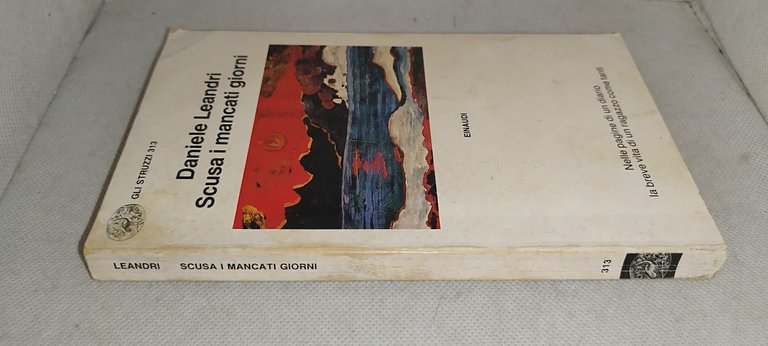 GLI STRUZZI 313
Daniele Leandri
Scusa i mancati giorni
EINAUDI
Nelle pagine di un diario
la breve vita di un ragazzo come tanti
LEANDRI SCUSA I MANCATI GIORNI 313